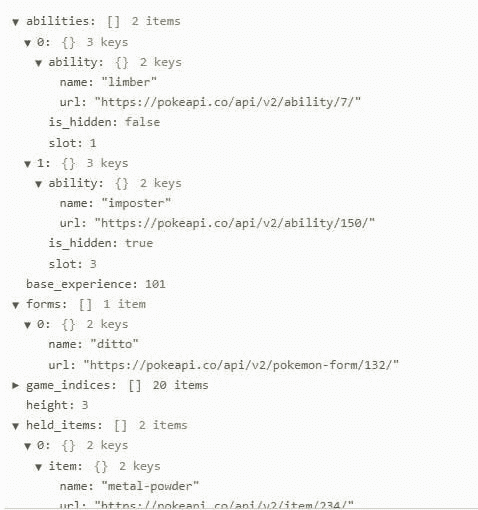 ▼ abilities: [] 2 items
▼ 0: {} 3 keys
▼ ability: {} 2 keys
name: "limber"
url: "https://pokeapi.co/api/v2/ability/7/"
is_hidden: false
slot: 1
▼ 1: {} 3 keys
▼ ability: {} 2 keys
name: "imposter"
url: "https://pokeapi.co/api/v2/ability/150/"
is_hidden: true
slot: 3
base_experience: 101
▼ forms: [] 1 item
▼ 0: {} 2 keys
name: "ditto"
url: "https://pokeapi.co/api/v2/pokemon-form/132/"
► game_indices: [] 20 items
height: 3
▼ held_items: [] 2 items
▼ 0: {} 2 keys
▼ item: {} 2 keys
name: "metal-powder"
url: "https://pokeapi.co/api/v2/item/234/"